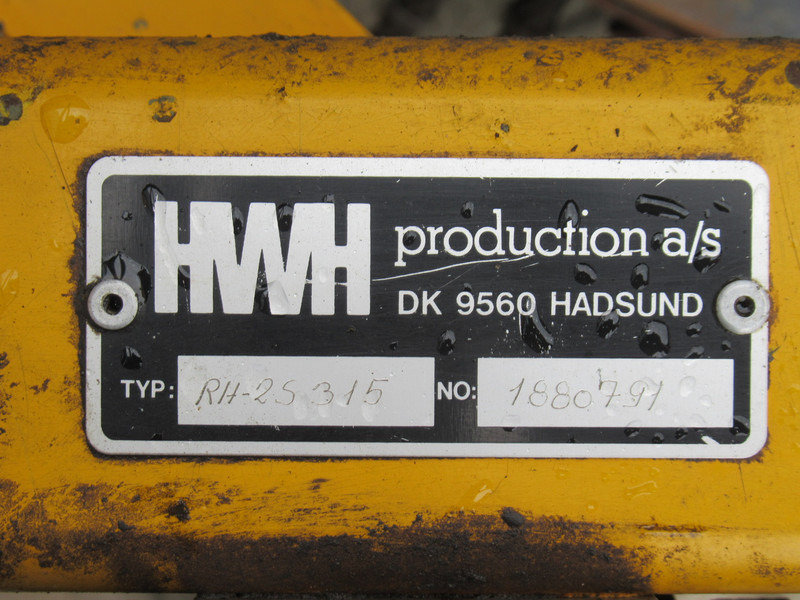 HWH production a/s
DK 9560 HADSUND
TYP: RH-2S 315 NO: 1880791